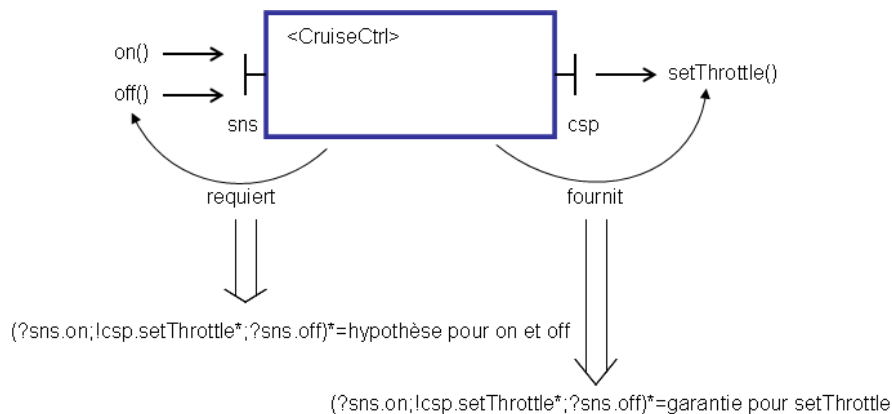 <CruiseCtrl>
on()
off()
setThrottle()
sns
csp
requiert
fournit
(?sns.on;!csp.setThrottle*;?sns.off)*=hypothèse pour on et off
(?sns.on;!csp.setThrottle*;?sns.off)*=garantie pour setThrottle